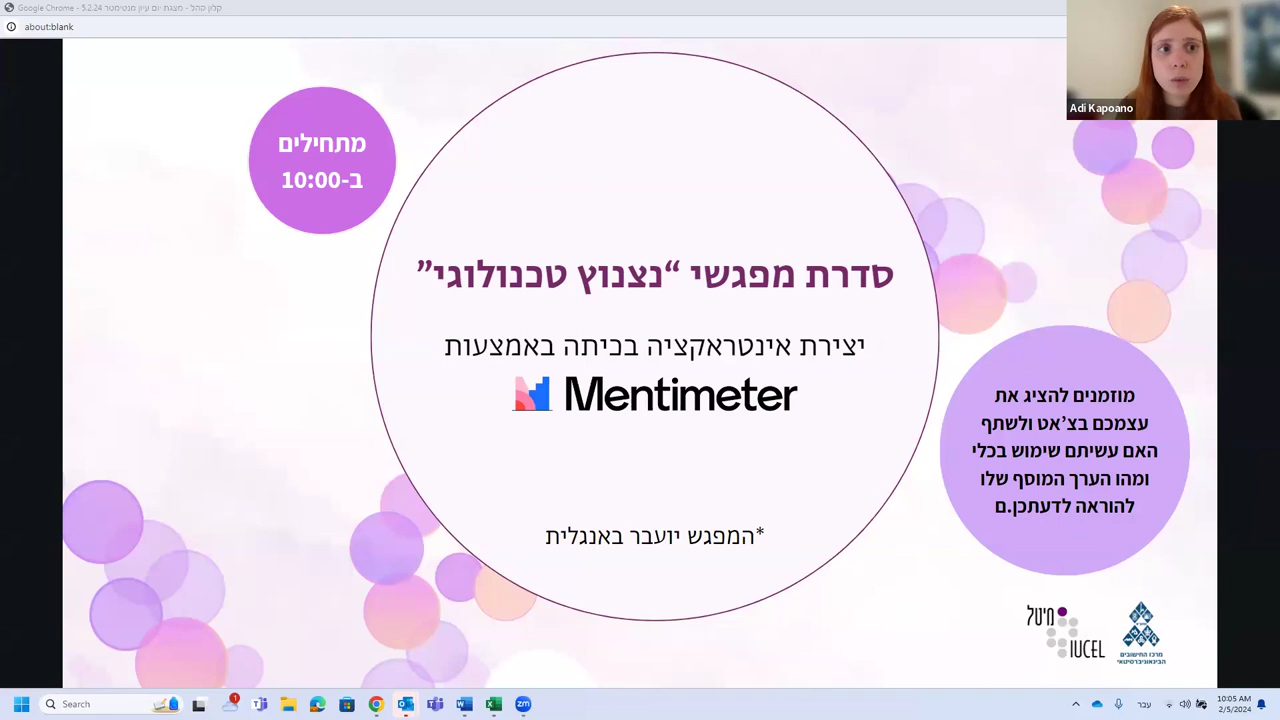 קלון קהל - מצגת יום עיון מנטימטר 5.2.24 - Google Chrome
about:blank
Adi Kapoano
מתחילים
ב-10:00
סדרת מפגשי “נצנוץ טכנולוגי”
יצירת אינטראקציה בכיתה באמצעות
Mentimeter
*המפגש יועבר באנגלית
מוזמנים להציג את
עצמכם בצ’אט ולשתף
האם עשיתם שימוש בכלי
ומהו הערך המוסף שלו
להוראה לדעתכן.ם
מיטל
IUCEL
מרכז החישובים
הבינאוניברסיטאי
Search
1
zm
עבר
10:05 AM
2/5/2024